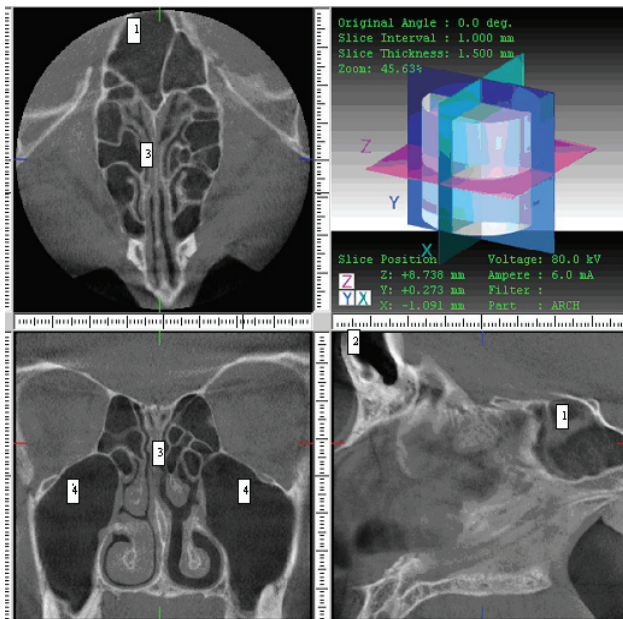 1
3
Original Angle : 0.0 deg.
Slice Interval : 1.000 mm
Slice Thickness: 1.500 mm
Zoom: 45.63%
Z
Y
X
Slice Position
Z: +8.738 mm
Y: +0.273 mm
X: -1.091 mm
Voltage: 80.0 kV
Ampere : 6.0 mA
Filter :
Part : ARCH
Z
Y X
3
4
4
2
1